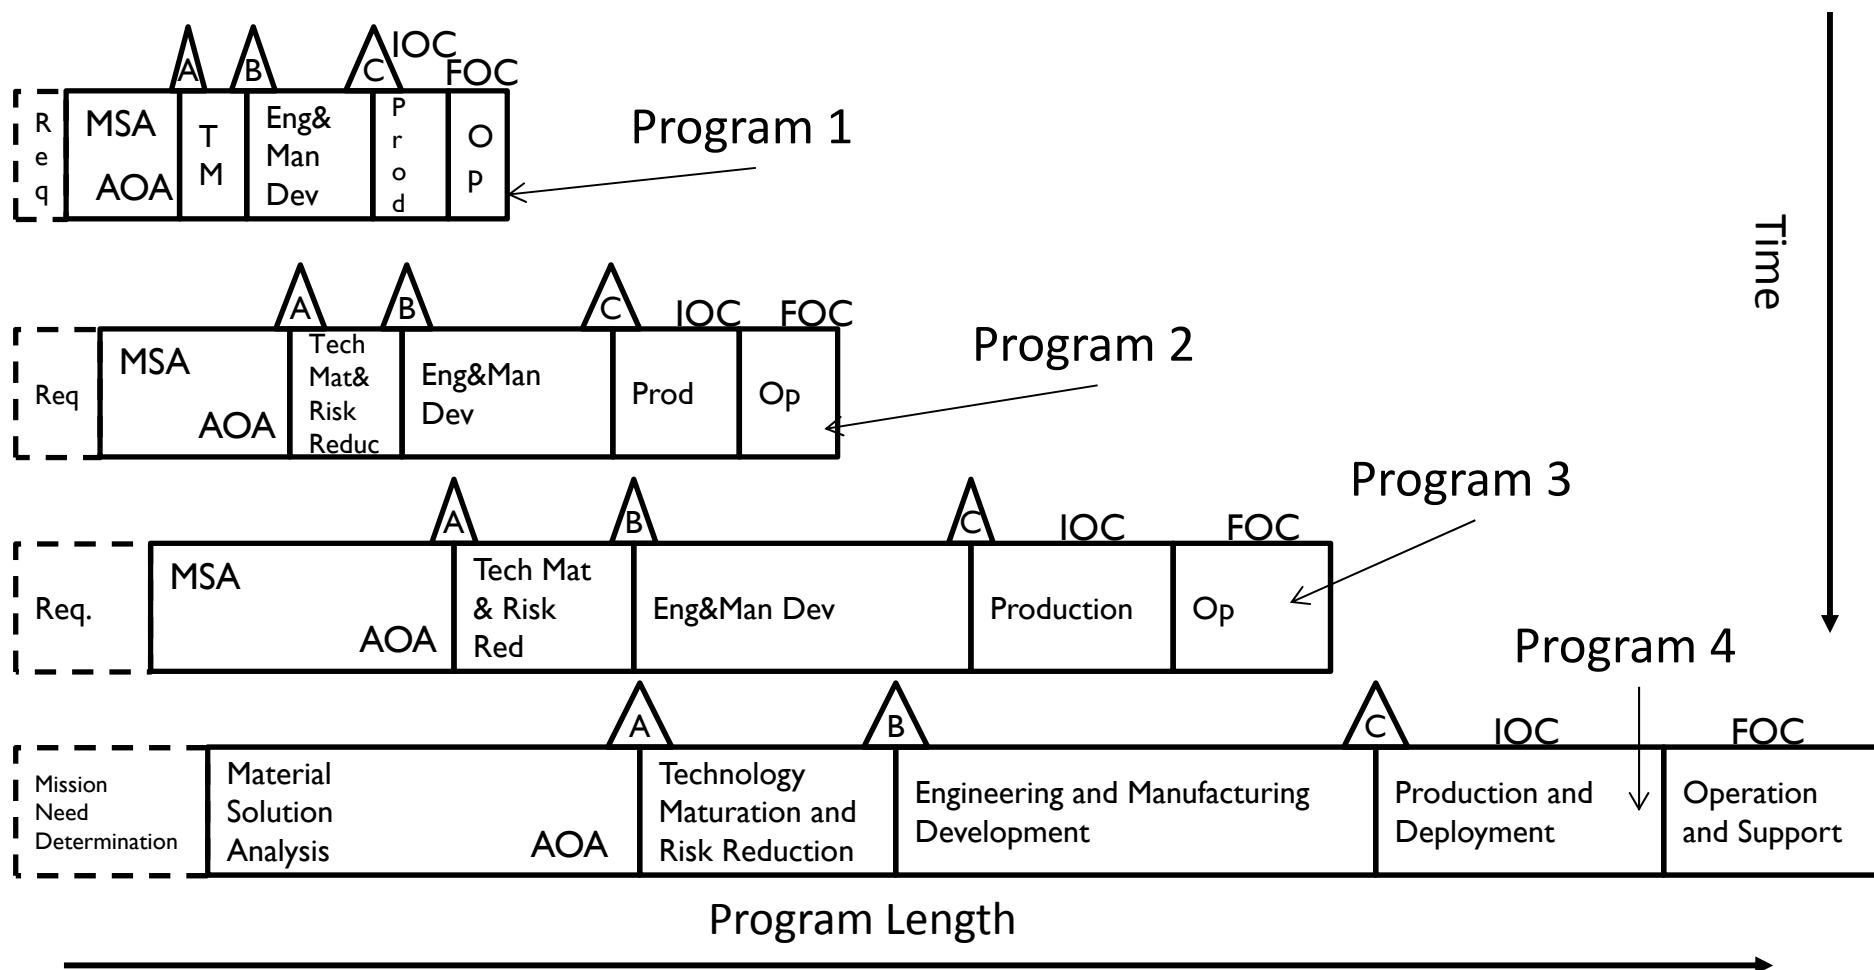 A
B
C
IOC
FOC
R
e
q
MSA
AOA
T
M
Eng&
Man
Dev
P
r
o
d
O
p
Program 1
Time
A
B
C
IOC
FOC
Req
MSA
AOA
Tech
Mat&
Risk
Reduc
Eng&Man
Dev
Prod
Op
Program 2
A
B
C
IOC
FOC
Req.
MSA
AOA
Tech Mat
& Risk
Red
Eng&Man Dev
Production
Op
Program 3
A
B
C
IOC
FOC
Mission
Need
Determination
Material
Solution
Analysis
AOA
Technology
Maturation and
Risk Reduction
Engineering and Manufacturing
Development
Production and
Deployment
Operation
and Support
Program 4
Program Length